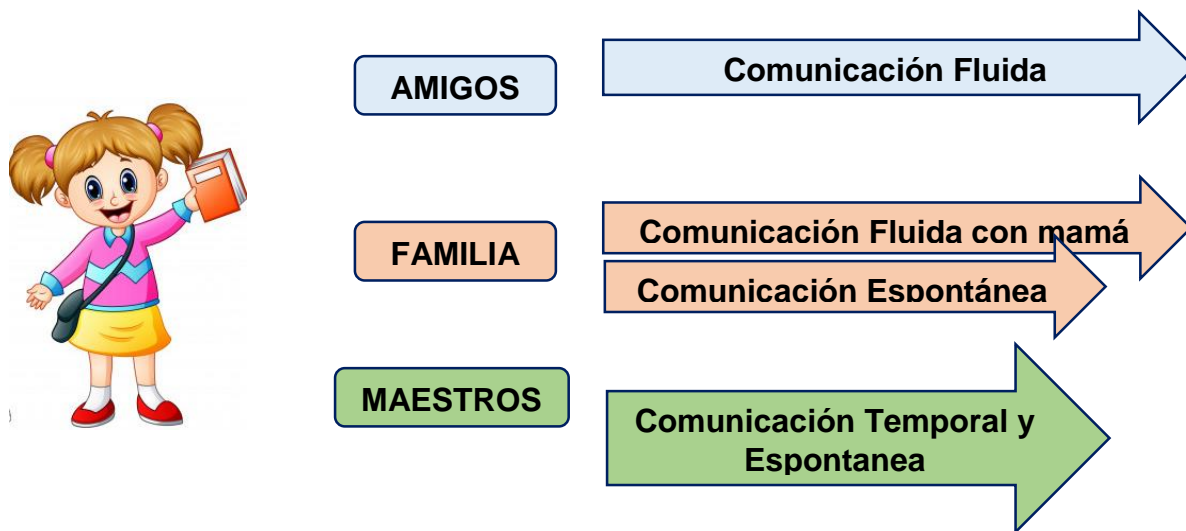 AMIGOS
Comunicación Fluida
FAMILIA
Comunicación Fluida con mamá
Comunicación Espontánea
MAESTROS
Comunicación Temporal y
Espontanea